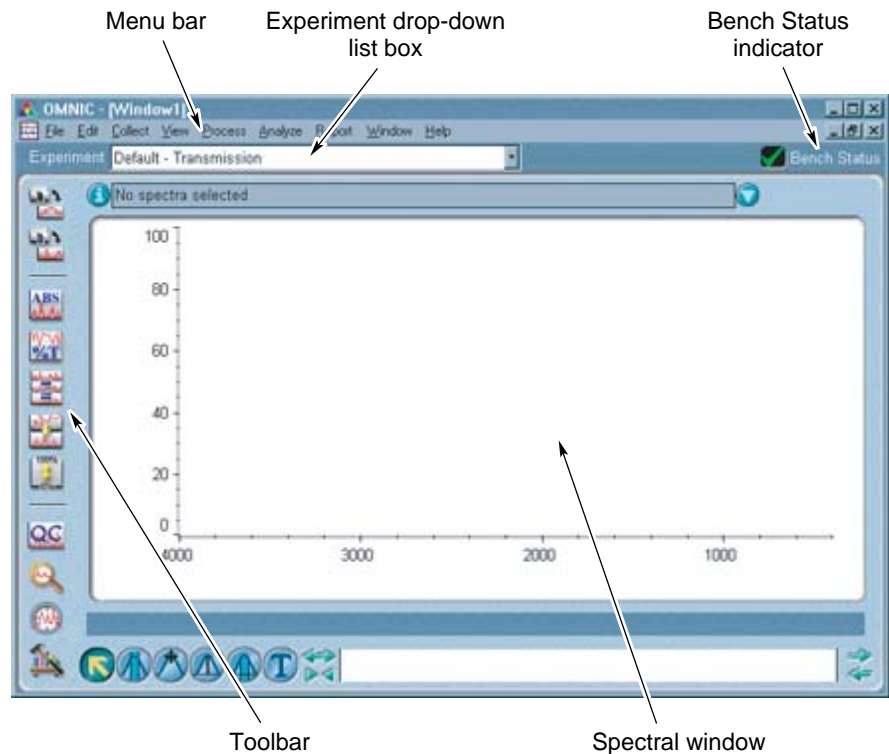 Menu bar
Experiment drop-down
list box
Bench Status
indicator
OMNIC - [Window1]
File Edit Collect View Process Analyze Report Window Help
Experiment Default - Transmission
Bench Status
No spectra selected
100
80
60
40
20
0
4000 3000 2000 1000
ABS
%T
100%
QC
T
Toolbar
Spectral window